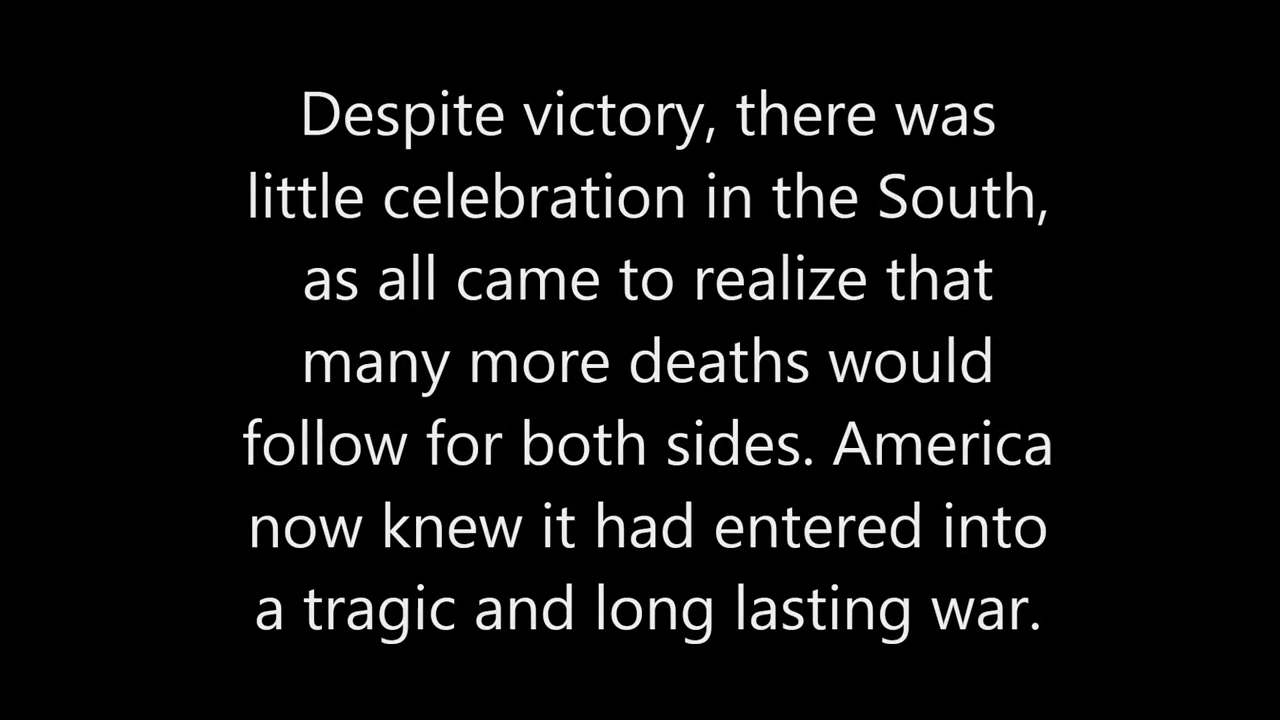 Despite victory, there was
little celebration in the South,
as all came to realize that
many more deaths would
follow for both sides. America
now knew it had entered into
a tragic and long lasting war.